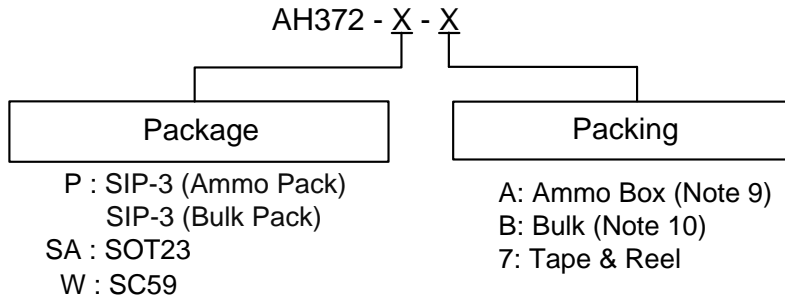 AH372 - X - X
Package
P : SIP-3 (Ammo Pack)
SIP-3 (Bulk Pack)
SA : SOT23
W : SC59
Packing
A: Ammo Box (Note 9)
B: Bulk (Note 10)
7: Tape & Reel